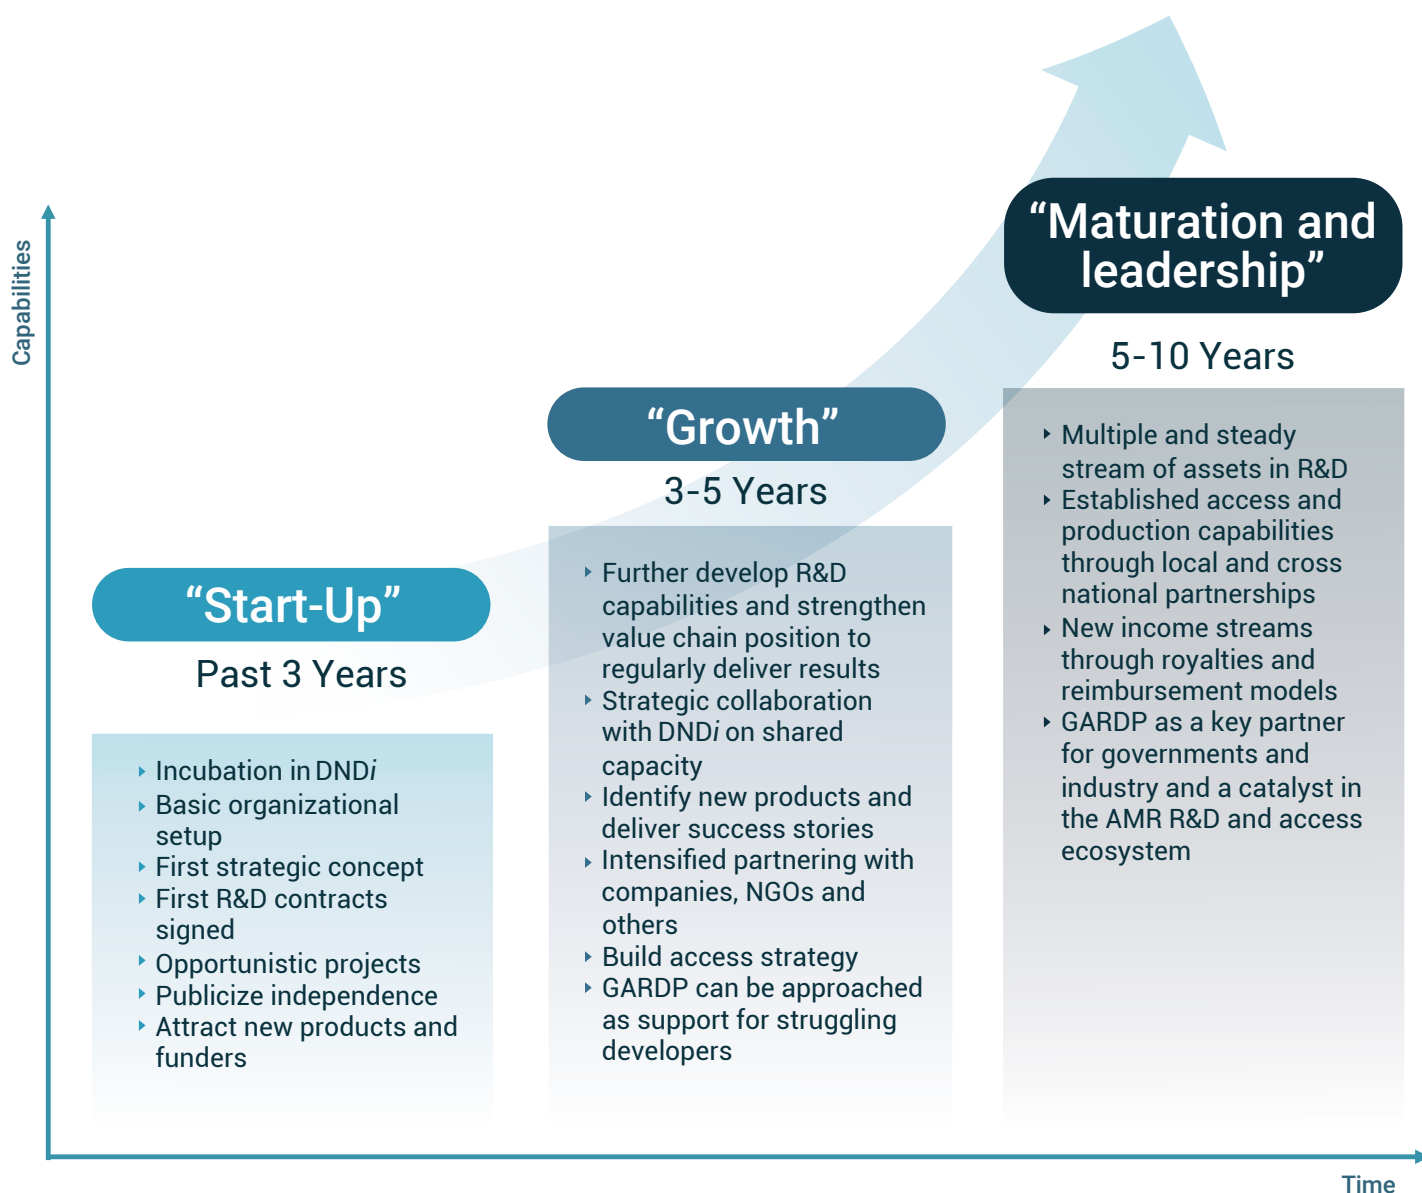 Capabilities
“Start-Up”
Past 3 Years
Incubation in DNDi
Basic organizational
setup
First strategic concept
First R&D contracts
signed
Opportunistic projects
Publicize independence
Attract new products and
funders
“Growth”
3-5 Years
Further develop R&D
capabilities and strengthen
value chain position to
regularly deliver results
Strategic collaboration
with DNDi on shared
capacity
Identify new products and
deliver success stories
Intensified partnering with
companies, NGOs and
others
Build access strategy
GARDP can be approached
as support for struggling
developers
“Maturation and
leadership”
5-10 Years
Multiple and steady
stream of assets in R&D
Established access and
production capabilities
through local and cross
national partnerships
New income streams
through royalties and
reimbursement models
GARDP as a key partner
for governments and
industry and a catalyst in
the AMR R&D and access
ecosystem
Time